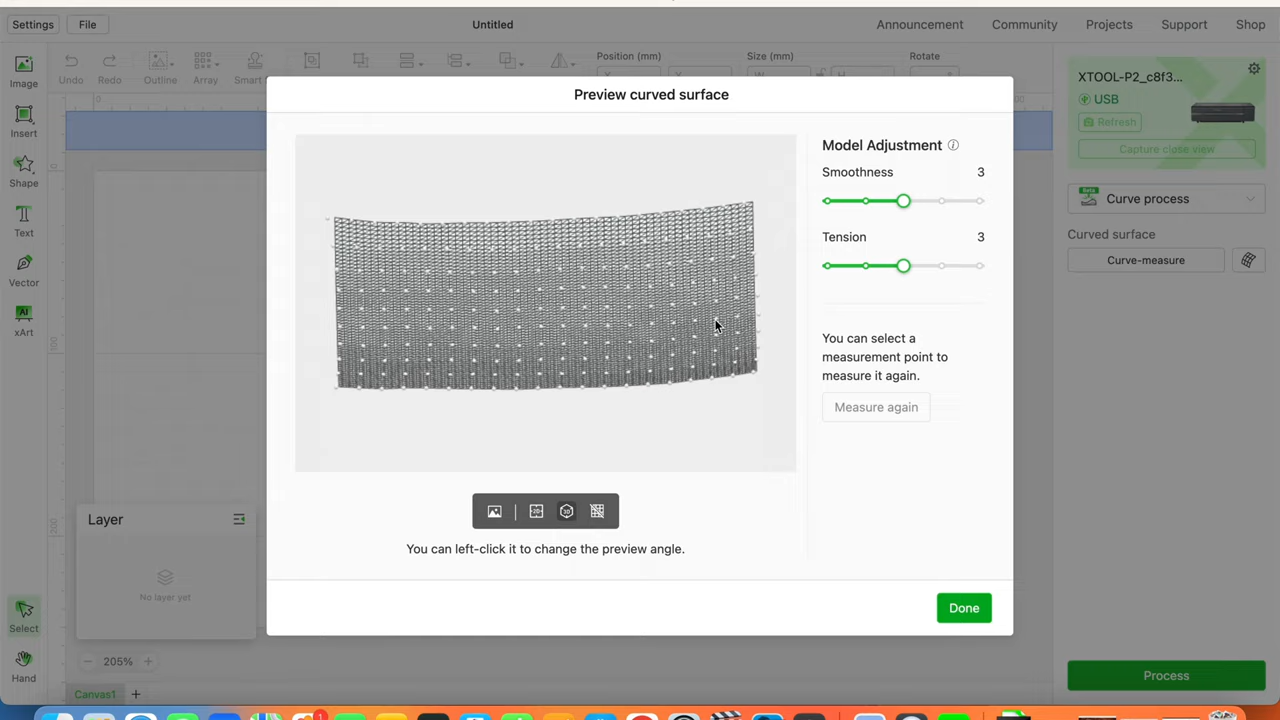 Settings
File
Untitled
Announcement
Community
Projects
Support
Shop
Undo
Redo
Outline
Array
Smart
Position (mm)
Size (mm)
Rotate
Image
Insert
Shape
Text
Vector
AI
xArt
Select
Hand
Preview curved surface
Model Adjustment
Smoothness 3
Tension 3
You can select a
measurement point to
measure it again.
Measure again
You can left-click it to change the preview angle.
Done
XTOOL-P2_c8f3...
USB
Refresh
Capture close view
Beta
Curve process
Curved surface
Curve-measure
Layer
No layer yet
205%
Canvas1
Process